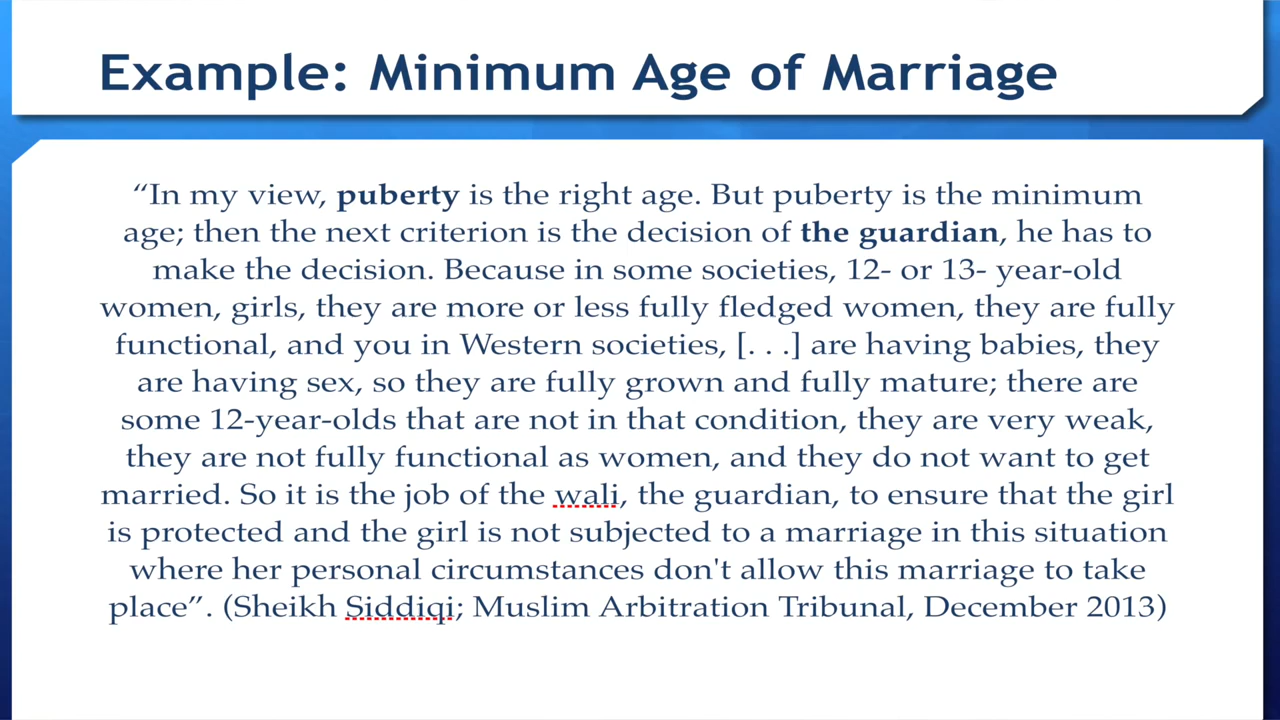 Example: Minimum Age of Marriage
“In my view, puberty is the right age. But puberty is the minimum
age; then the next criterion is the decision of the guardian, he has to
make the decision. Because in some societies, 12- or 13- year-old
women, girls, they are more or less fully fledged women, they are fully
functional, and you in Western societies, [. . .] are having babies, they
are having sex, so they are fully grown and fully mature; there are
some 12-year-olds that are not in that condition, they are very weak,
they are not fully functional as women, and they do not want to get
married. So it is the job of the wali, the guardian, to ensure that the girl
is protected and the girl is not subjected to a marriage in this situation
where her personal circumstances don't allow this marriage to take
place”. (Sheikh Siddiqi; Muslim Arbitration Tribunal, December 2013)